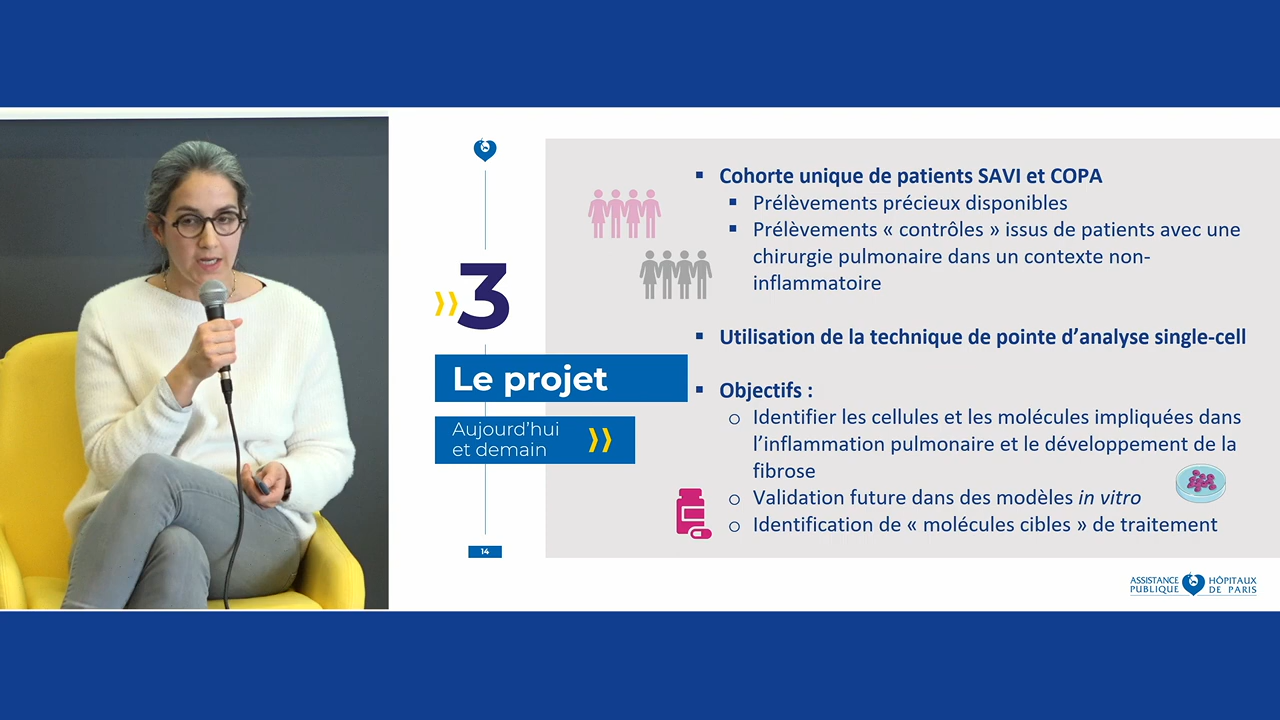 3
Le projet
Aujourd’hui
et demain
14
▪ Cohorte unique de patients SAVI et COPA
▪ Prélèvements précieux disponibles
▪ Prélèvements « contrôles » issus de patients avec une
chirurgie pulmonaire dans un contexte non-
inflammatoire
▪ Utilisation de la technique de pointe d’analyse single-cell
▪ Objectifs :
o Identifier les cellules et les molécules impliquées dans
l’inflammation pulmonaire et le développement de la
fibrose
o Validation future dans des modèles in vitro
o Identification de « molécules cibles » de traitement
ASSISTANCE HÔPITAUX
PUBLIQUE DE PARIS